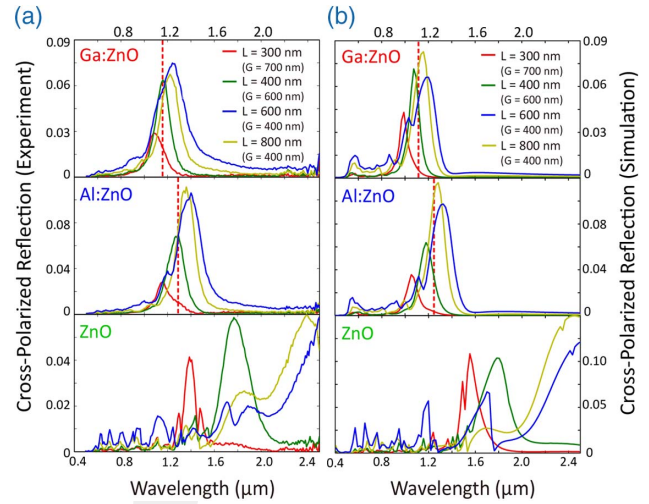 (a)
(b)
0.8 1.2 1.6 2.0 2.4
0.8 1.2 1.6 2.0 2.4
Cross-Polarized Reflection (Experiment)
0.09
0.06
0.03
0
Ga:ZnO
L = 300 nm
(G = 700 nm)
L = 400 nm
(G = 600 nm)
L = 600 nm
(G = 400 nm)
L = 800 nm
(G = 400 nm)
0.08
0.04
0
Al:ZnO
0.04
0.02
0
ZnO
0.4 0.8 1.2 1.6 2.0 2.4
Wavelength (μm)
Ga:ZnO
L = 300 nm
(G = 700 nm)
L = 400 nm
(G = 600 nm)
L = 600 nm
(G = 400 nm)
L = 800 nm
(G = 400 nm)
0.09
0.06
0.03
0
Al:ZnO
0.08
0.04
0
ZnO
0.10
0.05
0
0.4 0.8 1.2 1.6 2.0 2.4
Wavelength (μm)
Cross-Polarized Reflection (Simulation)